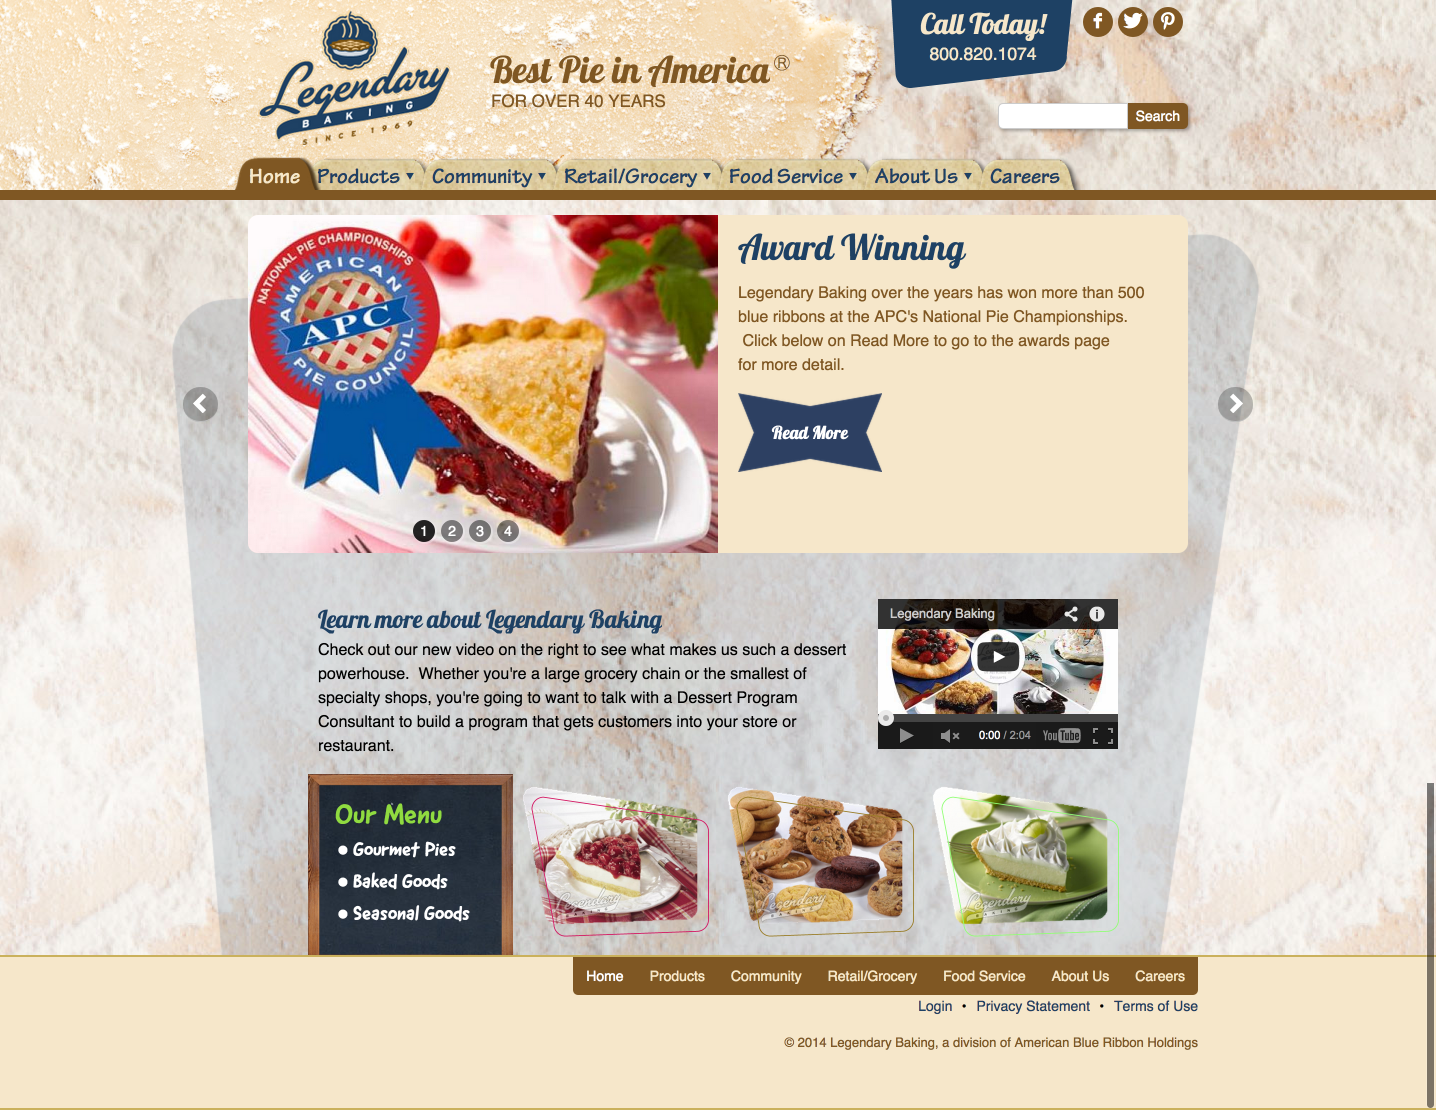 Legendary
BAKING
SINCE 1969
Best Pie in America®
FOR OVER 40 YEARS
Call Today!
800.820.1074
Search
Home
Products
Community
Retail/Grocery
Food Service
About Us
Careers
NATIONAL PIE CHAMPIONSHIPS
AMERICAN
APC
PIE COUNCIL
1 2 3 4
Award Winning
Legendary Baking over the years has won more than 500
blue ribbons at the APC's National Pie Championships.
Click below on Read More to go to the awards page
for more detail.
Read More
Learn more about Legendary Baking
Check out our new video on the right to see what makes us such a dessert
powerhouse.  Whether you're a large grocery chain or the smallest of
specialty shops, you're going to want to talk with a Dessert Program
Consultant to build a program that gets customers into your store or
restaurant.
Legendary Baking
0:00 / 2:04 YouTube
Our Menu
• Gourmet Pies
• Baked Goods
• Seasonal Goods
Legendary
BAKING
Legendary
BAKING
Legendary
BAKING
Home Products Community Retail/Grocery Food Service About Us Careers
Login • Privacy Statement • Terms of Use
© 2014 Legendary Baking, a division of American Blue Ribbon Holdings